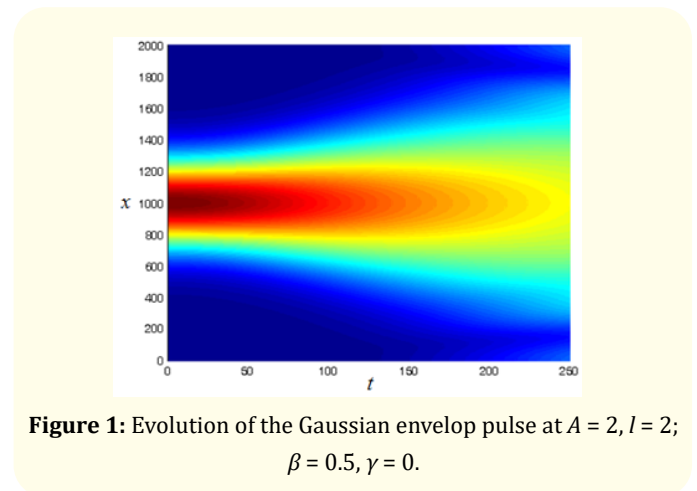 2000
1800
1600
1400
1200
x 1000
800
600
400
200
0
0 50 100 150 200 250
t
Figure 1: Evolution of the Gaussian envelop pulse at A = 2, l = 2;
β = 0.5, γ = 0.